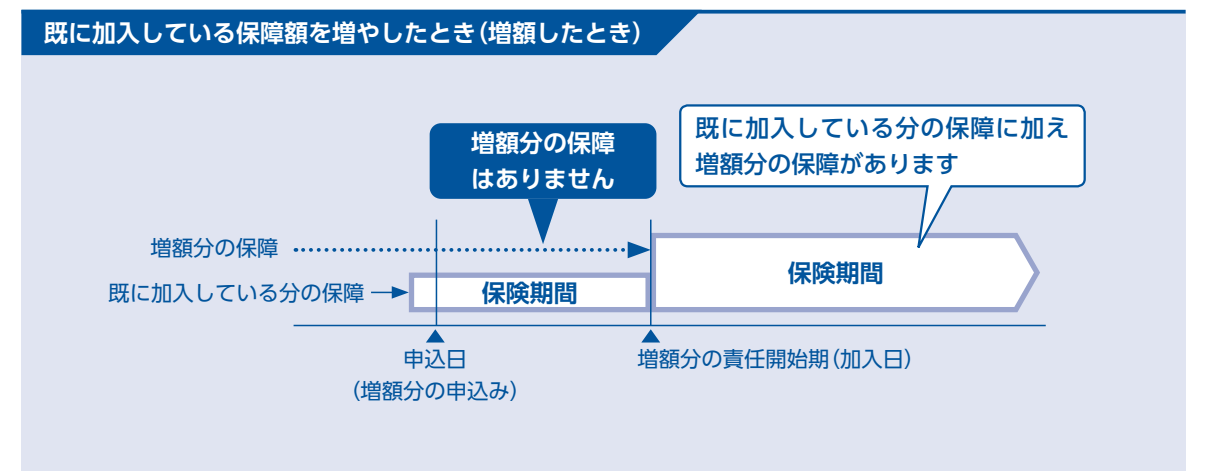 既に加入している保障額を増やしたとき(増額したとき)
増額分の保障
はありません
既に加入している分の保障に加え
増額分の保障があります
増額分の保障
既に加入している分の保障
保険期間
保険期間
申込日
(増額分の申込み)
増額分の責任開始期(加入日)